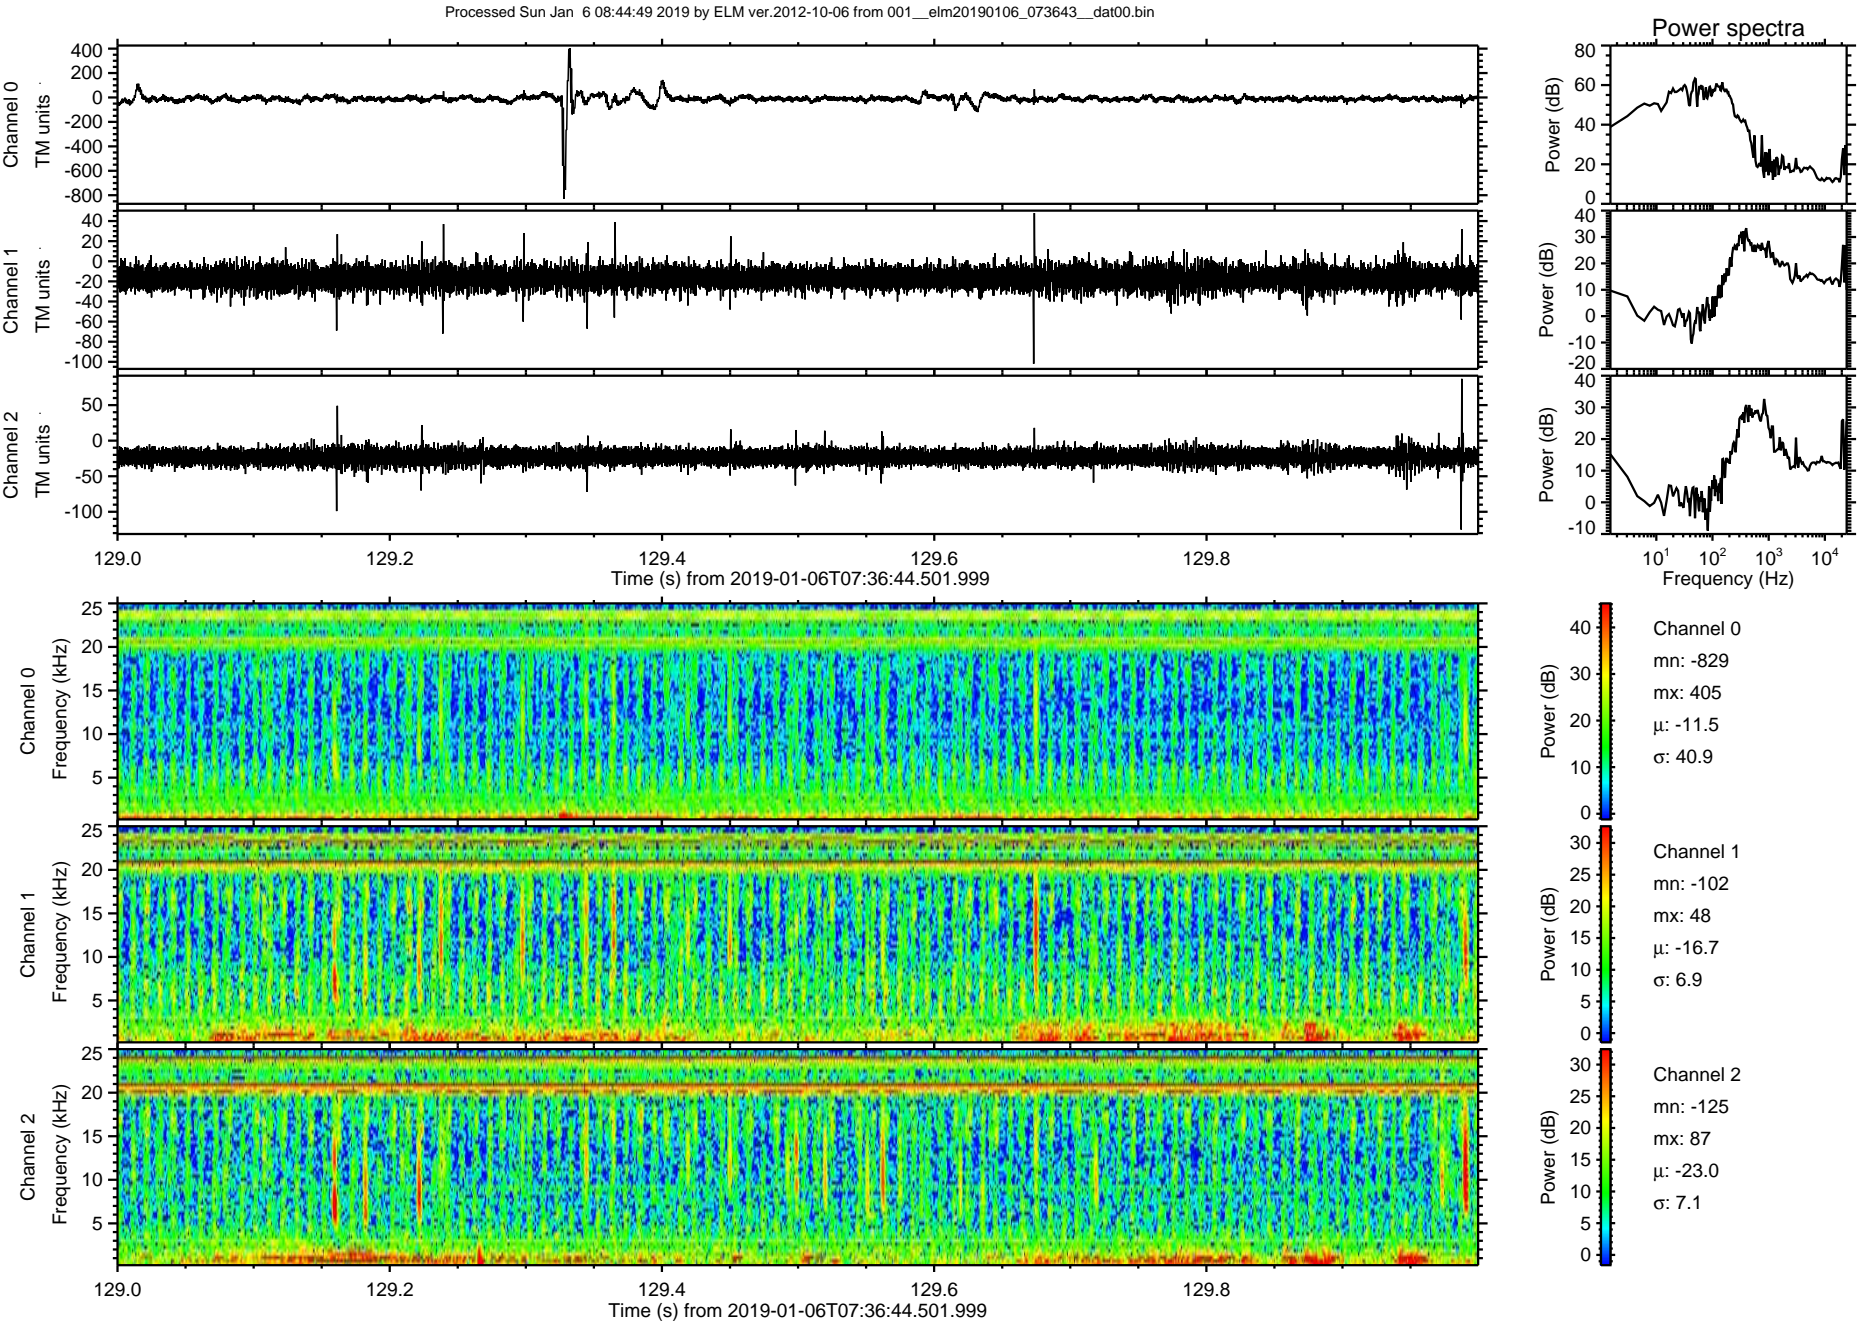 Processed Sun Jan  6 08:44:49 2019 by ELM ver.2012-10-06 from 001__elm20190106_073643__dat00.bin
Power spectra
Channel 0
TM units
400
200
0
-200
-400
-600
-800
Power (dB)
80
60
40
20
0
Channel 1
TM units
40
20
0
-20
-40
-60
-80
-100
Power (dB)
40
30
20
10
0
-10
-20
Channel 2
TM units
50
0
-50
-100
Power (dB)
40
30
20
10
0
-10
129.0
129.2
129.4
129.6
129.8
Time (s) from 2019-01-06T07:36:44.501.999
10¹
10²
10³
10⁴
Frequency (Hz)
Channel 0
Frequency (kHz)
25
20
15
10
5
Power (dB)
40
30
20
10
0
Channel 0
mn: -829
mx: 405
μ: -11.5
σ: 40.9
Channel 1
Frequency (kHz)
25
20
15
10
5
Power (dB)
30
25
20
15
10
5
0
Channel 1
mn: -102
mx: 48
μ: -16.7
σ: 6.9
Channel 2
Frequency (kHz)
25
20
15
10
5
Power (dB)
30
25
20
15
10
5
0
Channel 2
mn: -125
mx: 87
μ: -23.0
σ: 7.1
129.0
129.2
129.4
129.6
129.8
Time (s) from 2019-01-06T07:36:44.501.999